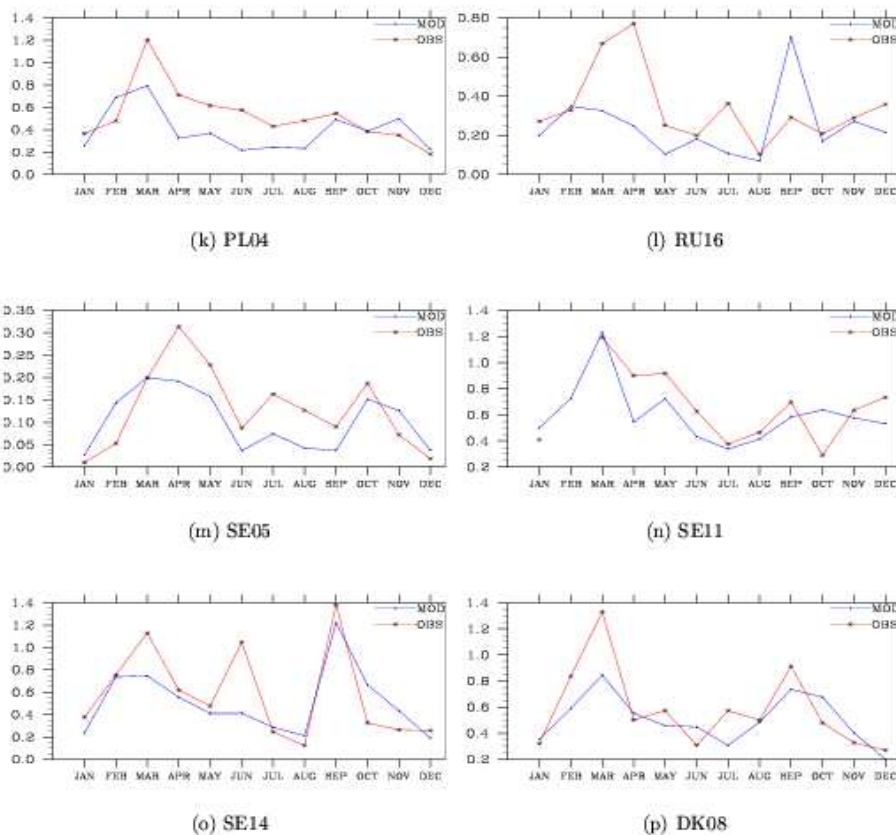 1.4
1.2
1.0
0.8
0.6
0.4
0.2
0.0
MOD
OBS
JAN FEB MAR APR MAY JUN JUL AUG SEP OCT NOV DEC
(k) PL04
0.80
0.60
0.40
0.20
0.00
MOD
OBS
JAN FEB MAR APR MAY JUN JUL AUG SEP OCT NOV DEC
(l) RU16
0.35
0.30
0.25
0.20
0.15
0.10
0.05
0.00
MOD
OBS
JAN FEB MAR APR MAY JUN JUL AUG SEP OCT NOV DEC
(m) SE05
1.4
1.2
1.0
0.8
0.6
0.4
0.2
MOD
OBS
JAN FEB MAR APR MAY JUN JUL AUG SEP OCT NOV DEC
(n) SE11
1.4
1.2
1.0
0.8
0.6
0.4
0.2
0.0
MOD
OBS
JAN FEB MAR APR MAY JUN JUL AUG SEP OCT NOV DEC
(o) SE14
1.4
1.2
1.0
0.8
0.6
0.4
0.2
MOD
OBS
JAN FEB MAR APR MAY JUN JUL AUG SEP OCT NOV DEC
(p) DK08